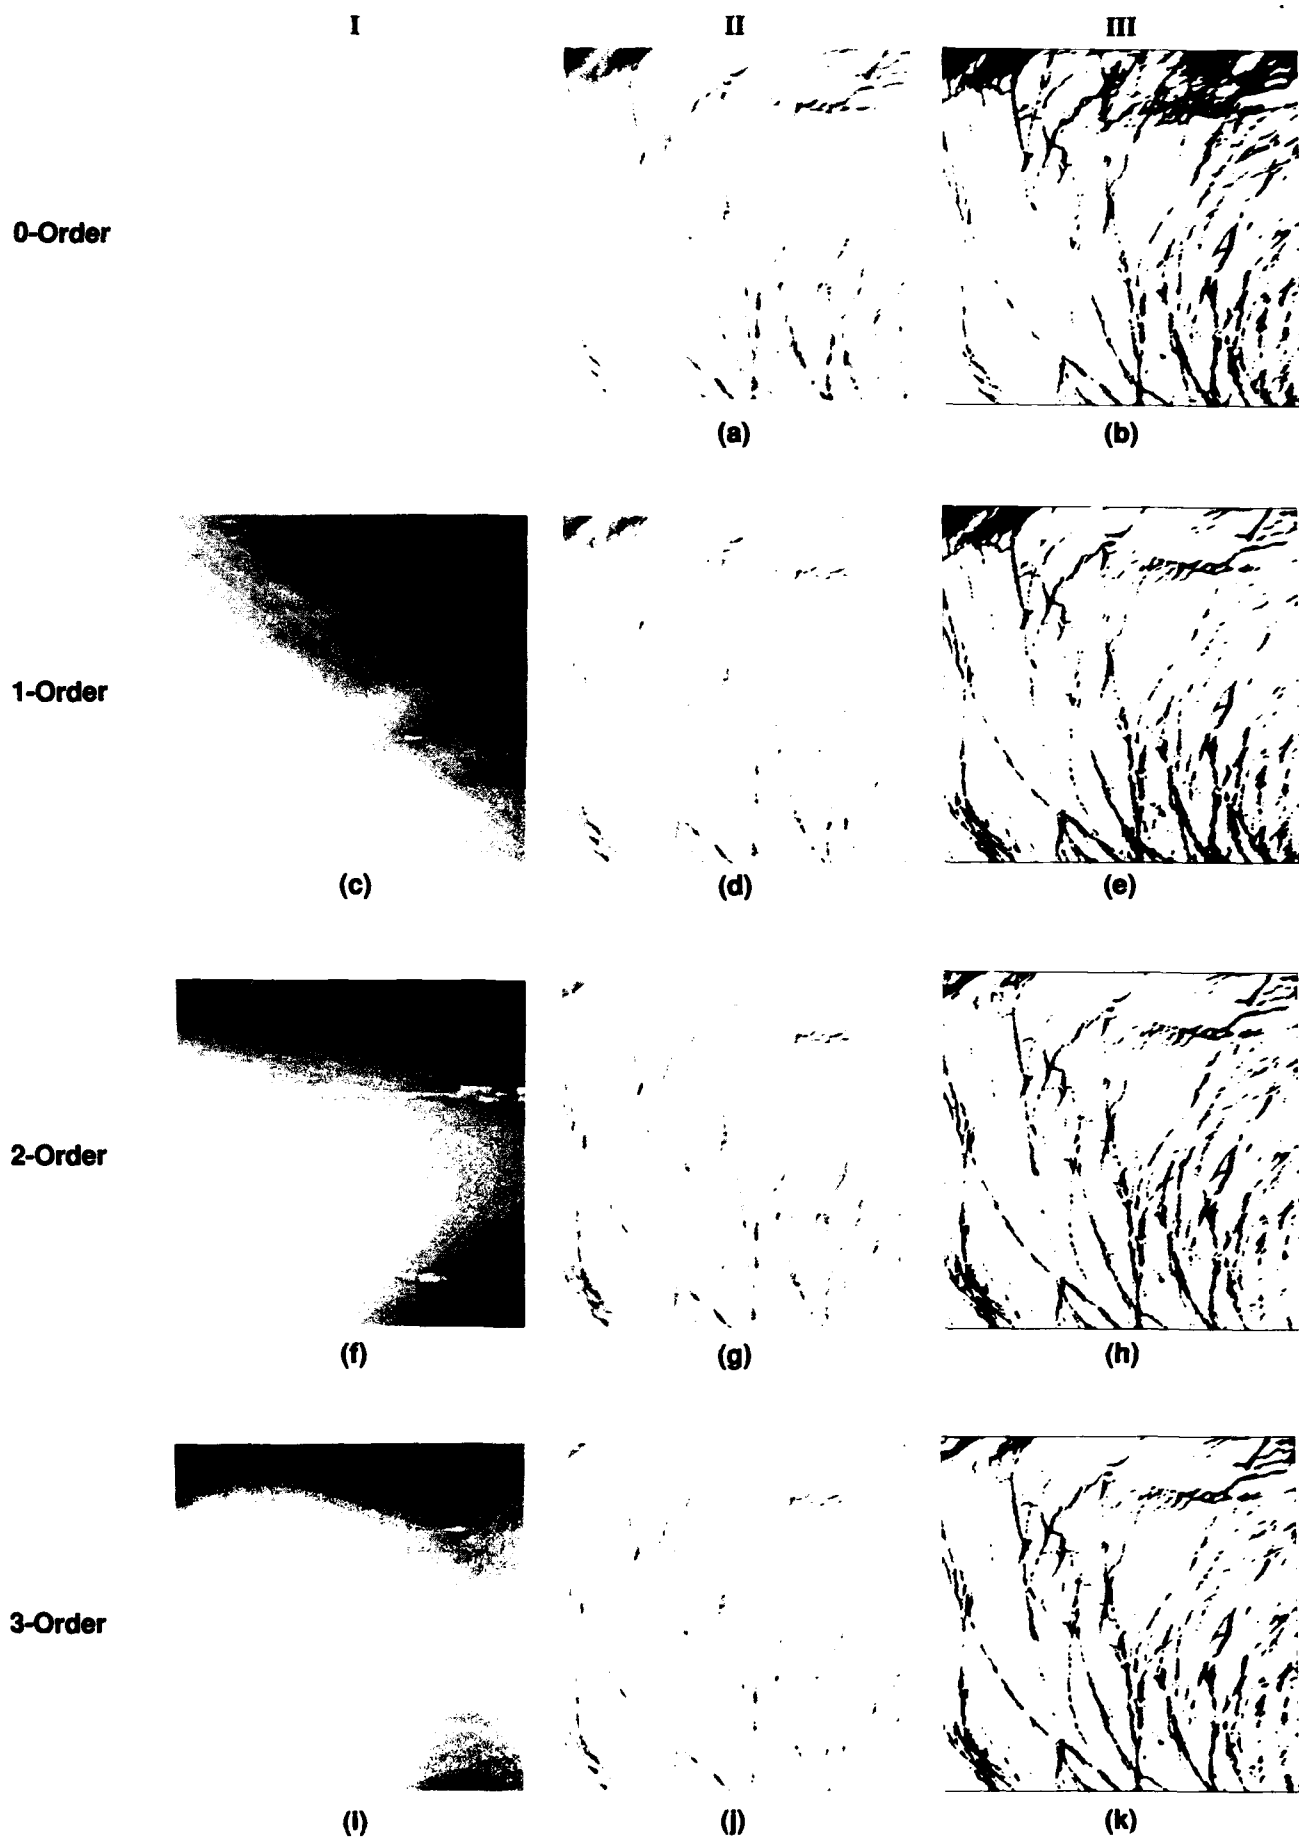 I II III
0-Order
(a) (b)
1-Order
(c) (d) (e)
2-Order
(f) (g) (h)
3-Order
(i) (j) (k)